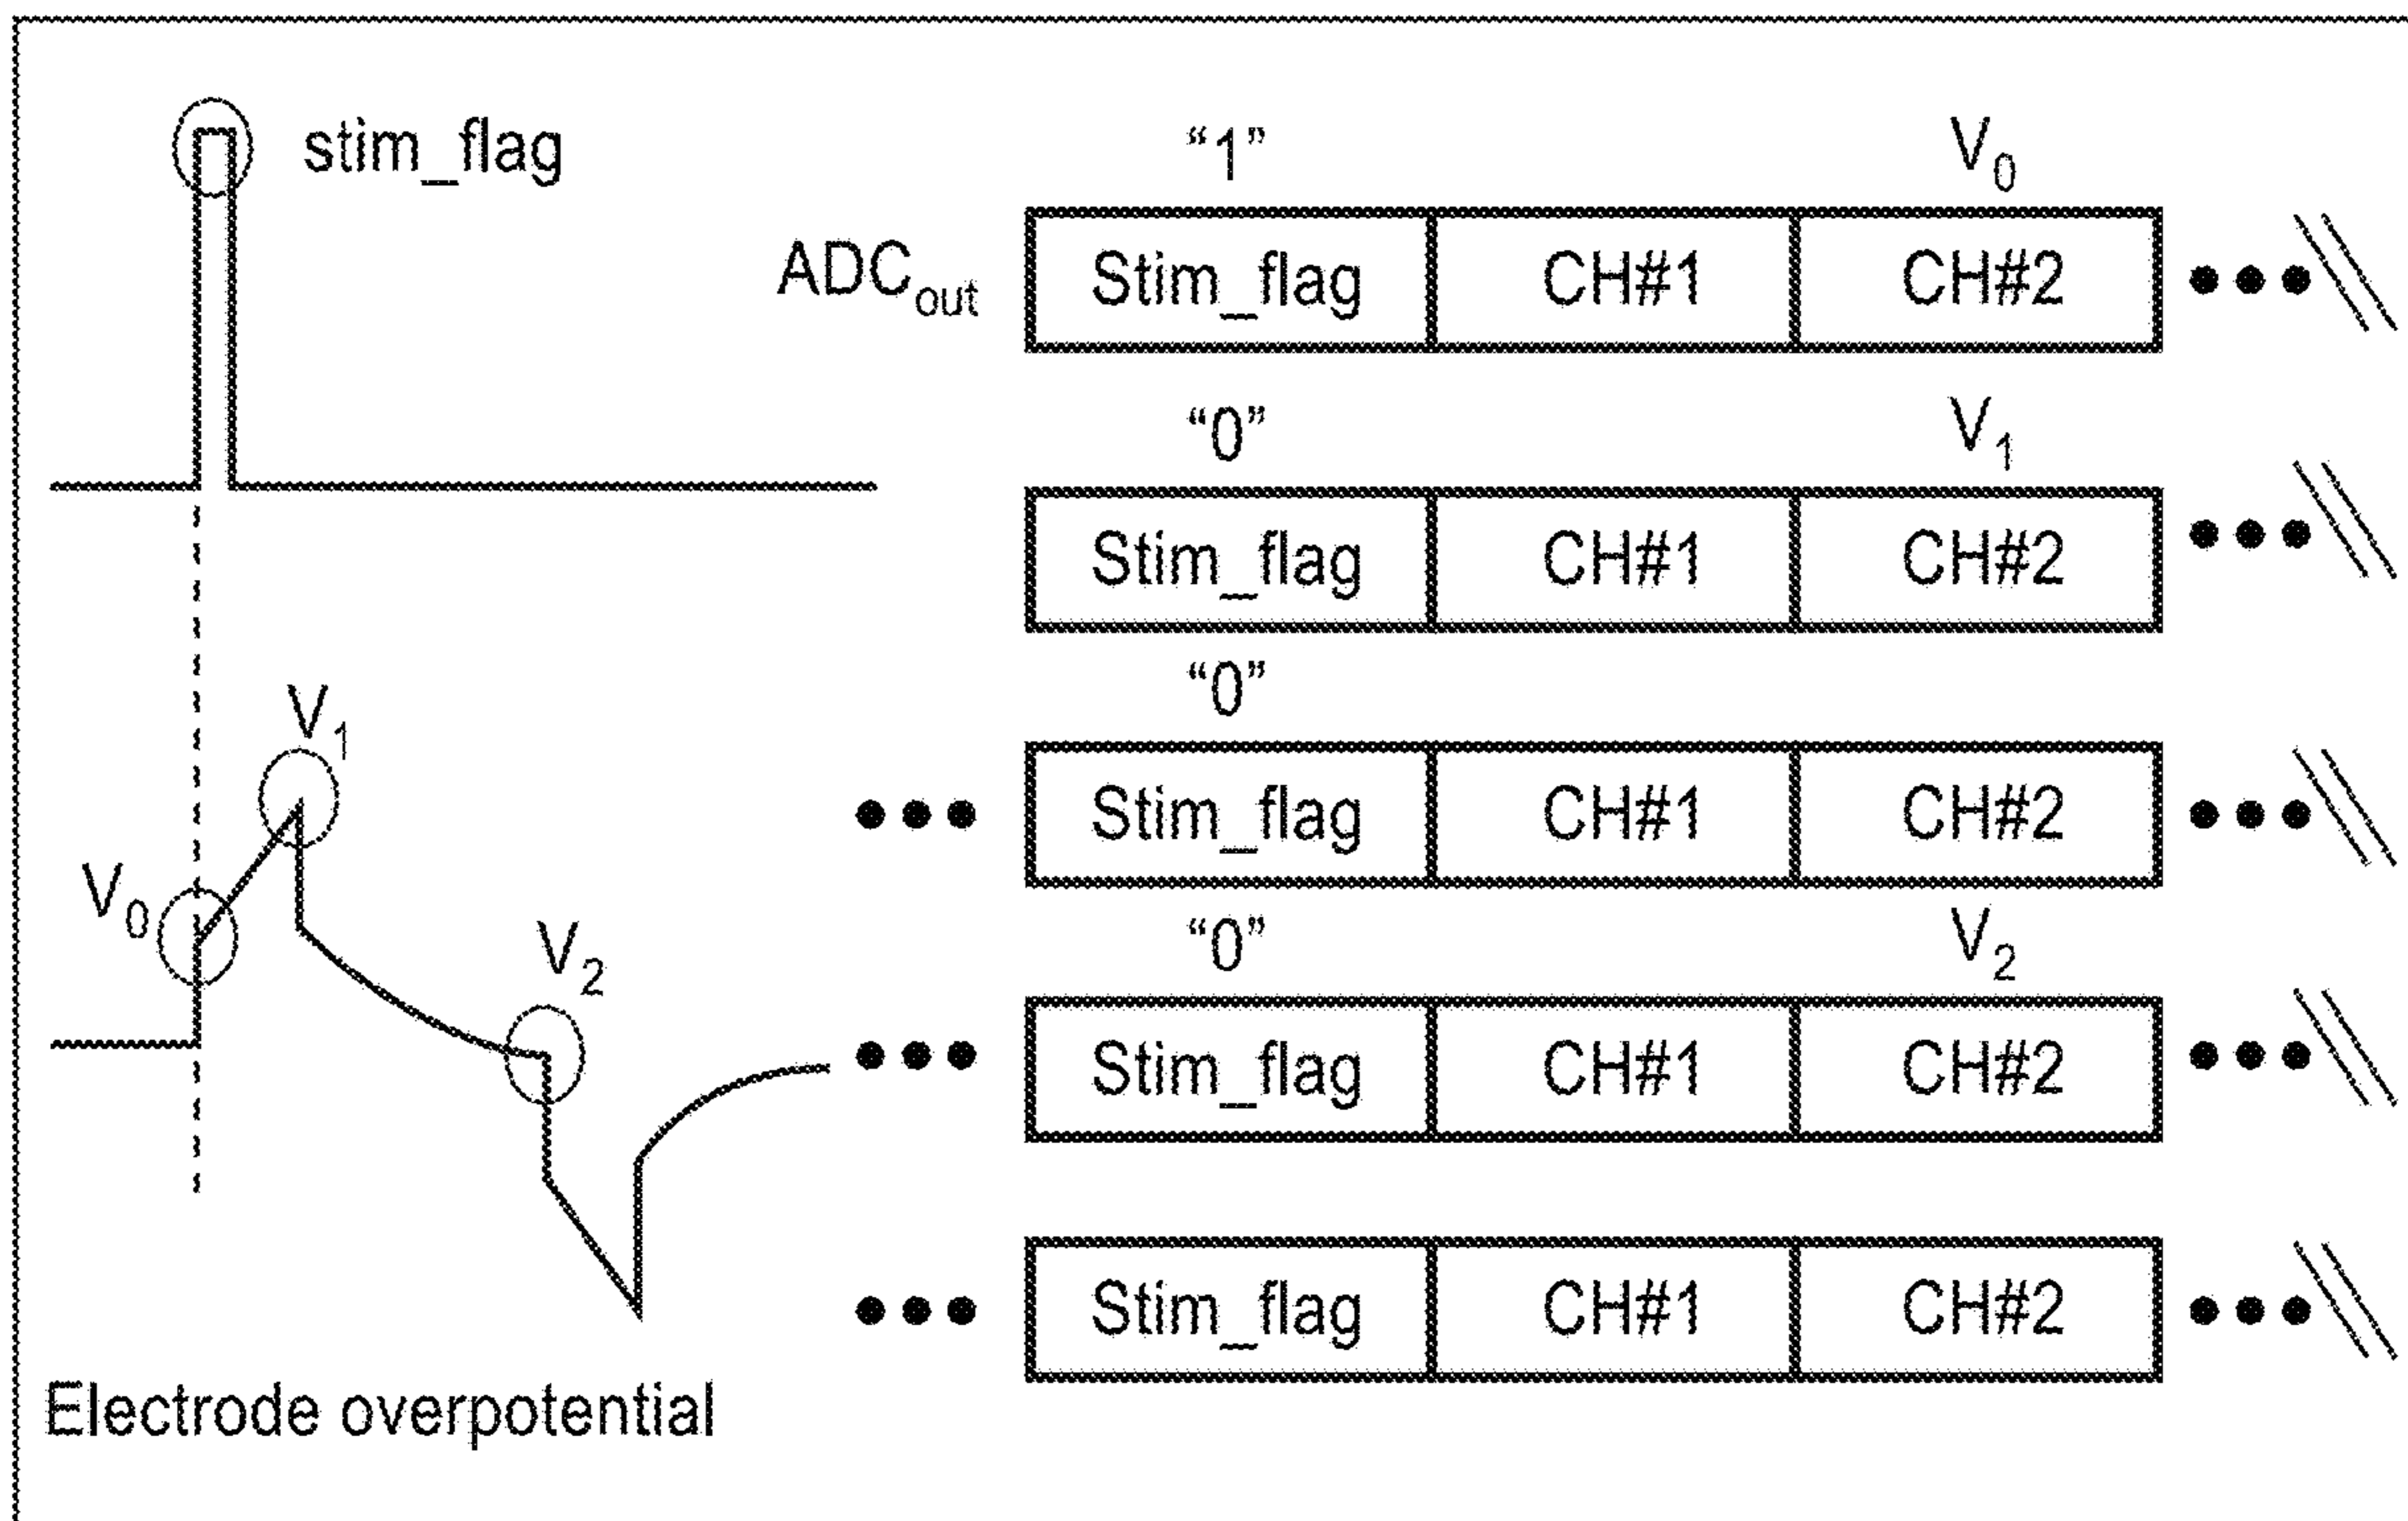 stim_flag
"1" V0
ADCout Stim_flag CH#1 CH#2
"0" V1
Stim_flag CH#1 CH#2
"0"
V1
Stim_flag CH#1 CH#2
V0
"0" V2
V2
Stim_flag CH#1 CH#2
Stim_flag CH#1 CH#2
Electrode overpotential